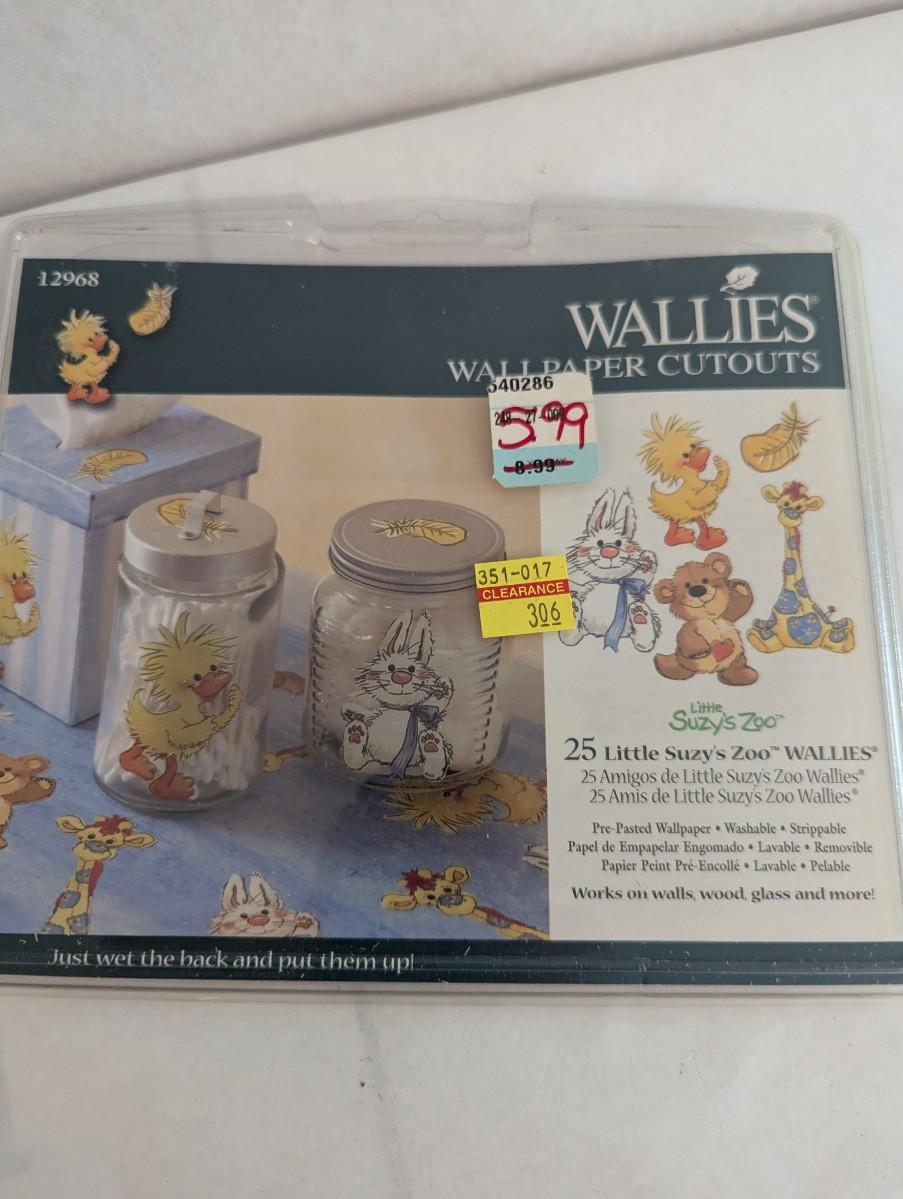 12968
WALLIES®
WALLPAPER CUTOUTS
540286
5.99
8.99
351-017
CLEARANCE
306
Little
Suzy's Zoo™
25 Little Suzy's Zoo™ WALLIES®
25 Amigos de Little Suzy's Zoo Wallies®
25 Amis de Little Suzy's Zoo Wallies®
Pre-Pasted Wallpaper • Washable • Strippable
Papel de Empapelar Engomado • Lavable • Removible
Papier Peint Pré-Encollé • Lavable • Pelable
Works on walls, wood, glass and more!
Just wet the back and put them up!